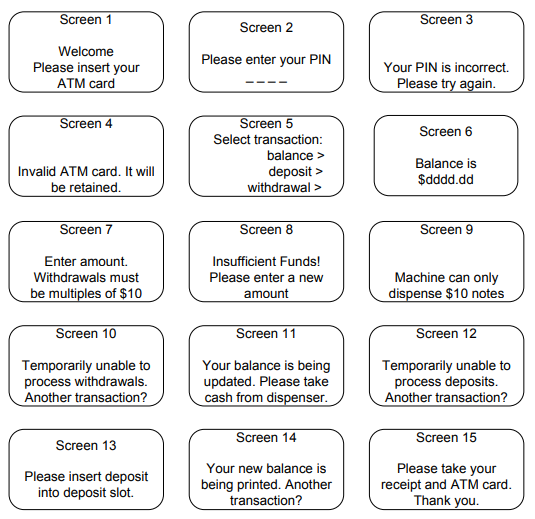 Screen 1
Welcome
Please insert your
ATM card
Screen 2
Please enter your PIN
_ _ _ _
Screen 3
Your PIN is incorrect.
Please try again.
Screen 4
Invalid ATM card. It will
be retained.
Screen 5
Select transaction:
balance >
deposit >
withdrawal >
Screen 6
Balance is
$dddd.dd
Screen 7
Enter amount.
Withdrawals must
be multiples of $10
Screen 8
Insufficient Funds!
Please enter a new
amount
Screen 9
Machine can only
dispense $10 notes
Screen 10
Temporarily unable to
process withdrawals.
Another transaction?
Screen 11
Your balance is being
updated. Please take
cash from dispenser.
Screen 12
Temporarily unable to
process deposits.
Another transaction?
Screen 13
Please insert deposit
into deposit slot.
Screen 14
Your new balance is
being printed. Another
transaction?
Screen 15
Please take your
receipt and ATM card.
Thank you.